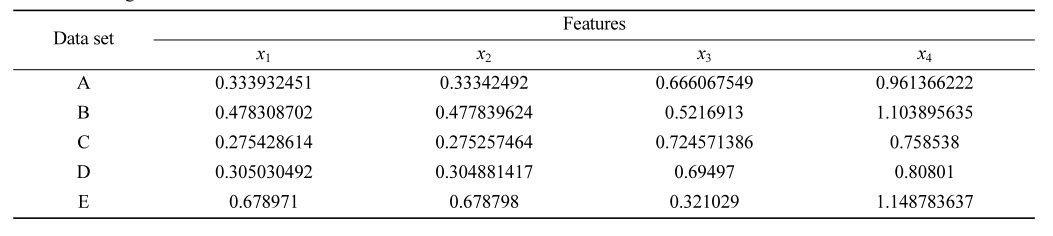 Features
Data set
x1 x2 x3 x4
A 0.333932451 0.33342492 0.666067549 0.961366222
B 0.478308702 0.477839624 0.5216913 1.103895635
C 0.275428614 0.275257464 0.724571386 0.758538
D 0.305030492 0.304881417 0.69497 0.80801
E 0.678971 0.678798 0.321029 1.148783637